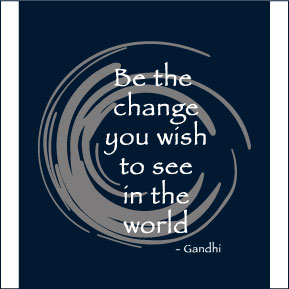 Be the
change
you wish
to see
in the
world
- Gandhi